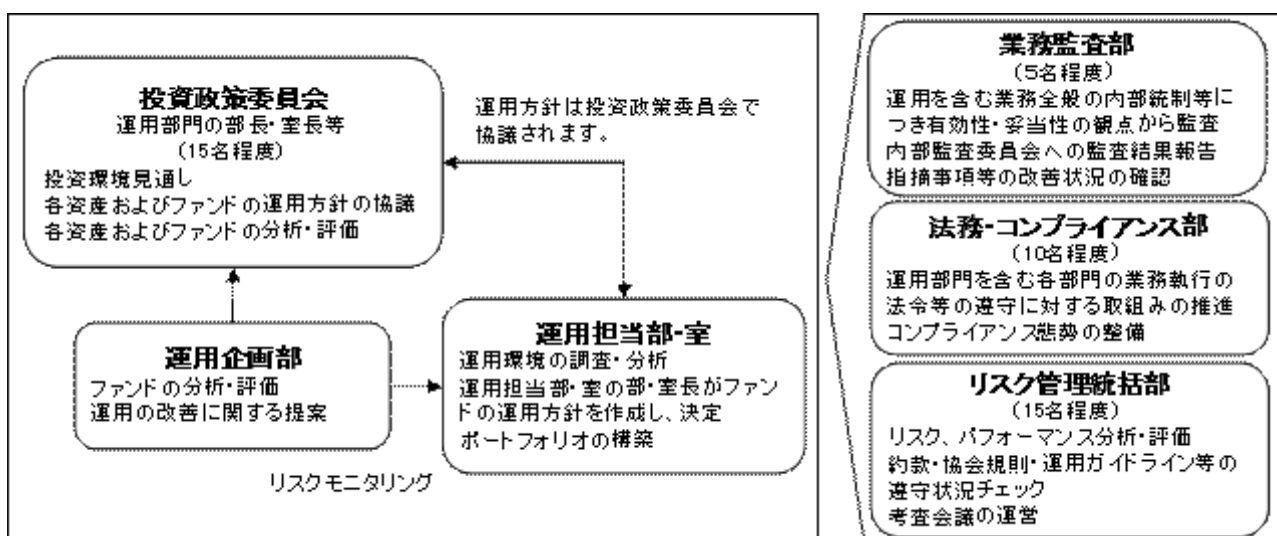 投資政策委員会
運用部門の部長・室長等
(15名程度)
投資環境見通し
各資産およびファンドの運用方針の協議
各資産およびファンドの分析・評価
運用方針は投資政策委員会で
協議されます。
運用企画部
ファンドの分析・評価
運用の改善に関する提案
運用担当部-室
運用環境の調査・分析
運用担当部・室の部・室長がファン
ドの運用方針を作成し、決定
ポートフォリオの構築
リスクモニタリング
業務監査部
(5名程度)
運用を含む業務全般の内部統制等に
つき有効性・妥当性の観点から監査
内部監査委員会への監査結果報告
指摘事項等の改善状況の確認
法務-コンプライアンス部
(10名程度)
運用部門を含む各部門の業務執行の
法令等の遵守に対する取組みの推進
コンプライアンス態勢の整備
リスク管理統括部
(15名程度)
リスク、パフォーマンス分析・評価
約款・協会規則・運用ガイドライン等の
遵守状況チェック
考査会議の運営